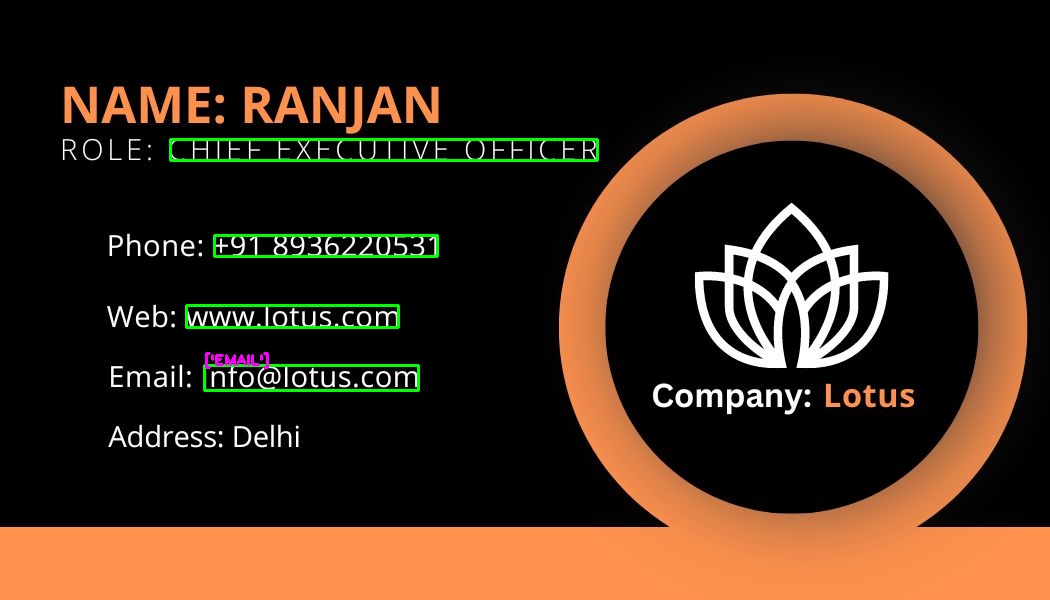 NAME: RANJAN
ROLE: CHIEF EXECUTIVE OFFICER
Phone: +91 8936220531
Web: www.lotus.com
['EMAIL']
Email: info@lotus.com
Address: Delhi
Company: Lotus